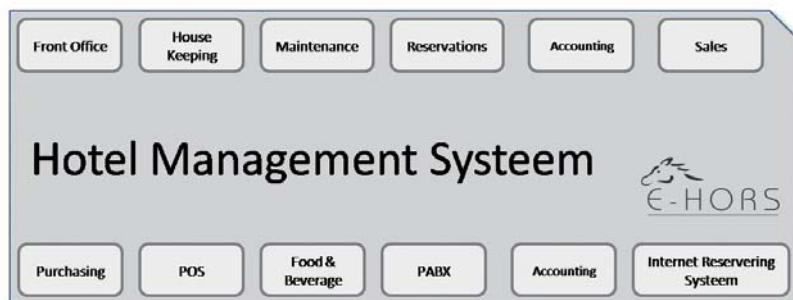 Front Office
House
Keeping
Maintenance
Reservations
Accounting
Sales
Hotel Management Systeem
E-HORS
Purchasing
POS
Food &
Beverage
PABX
Accounting
Internet Reservering
Systeem